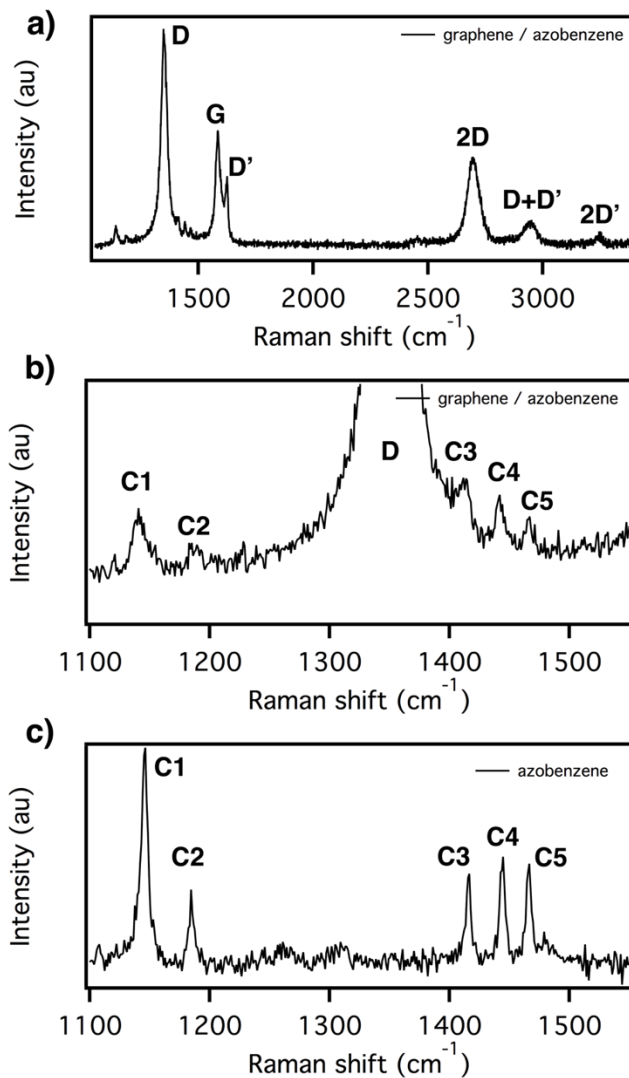 a)
D
graphene / azobenzene
G
D'
2D
D+D'
2D'
Intensity (au)
1500 2000 2500 3000
Raman shift (cm⁻¹)
b)
graphene / azobenzene
D
C1
C2
C3
C4
C5
Intensity (au)
1100 1200 1300 1400 1500
Raman shift (cm⁻¹)
c)
C1
azobenzene
C2
C3
C4
C5
Intensity (au)
1100 1200 1300 1400 1500
Raman shift (cm⁻¹)